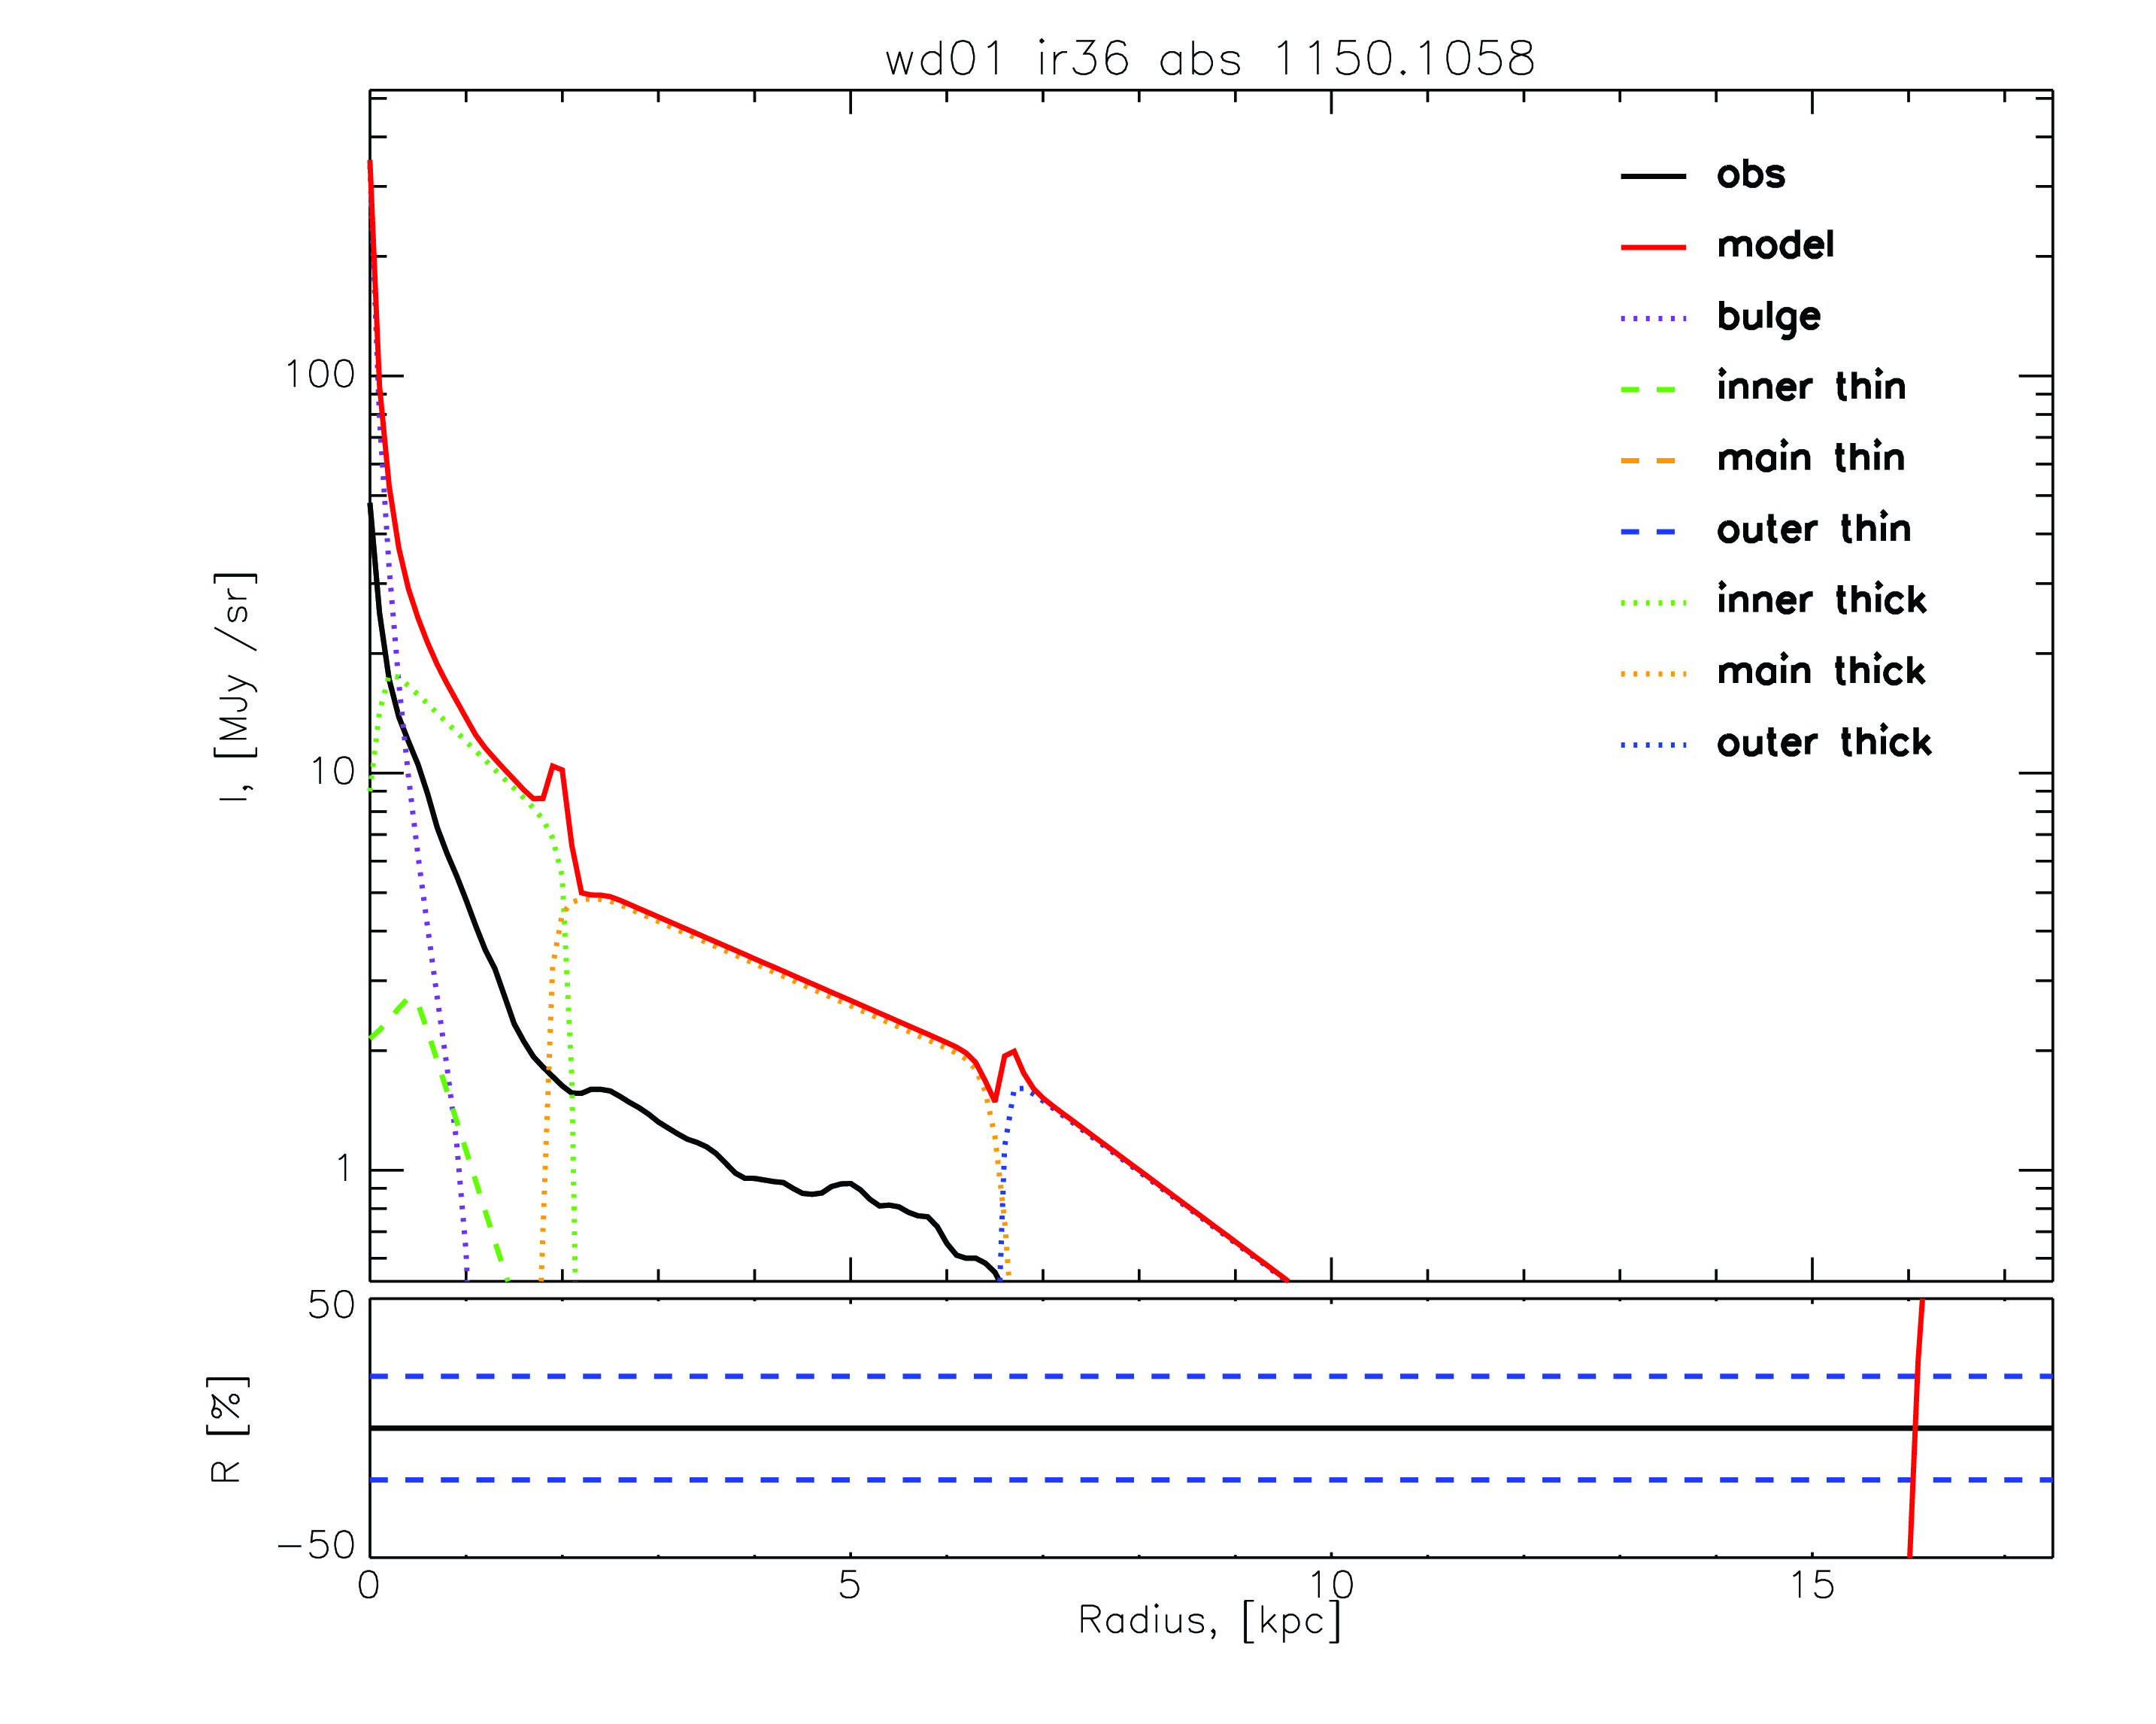 wd01 ir36 abs 1150.1058
obs
model
bulge
inner thin
main thin
outer thin
inner thick
main thick
outer thick
100
10
1
I, [MJy /sr]
50
-50
R [%]
0 5 10 15
Radius, [kpc]